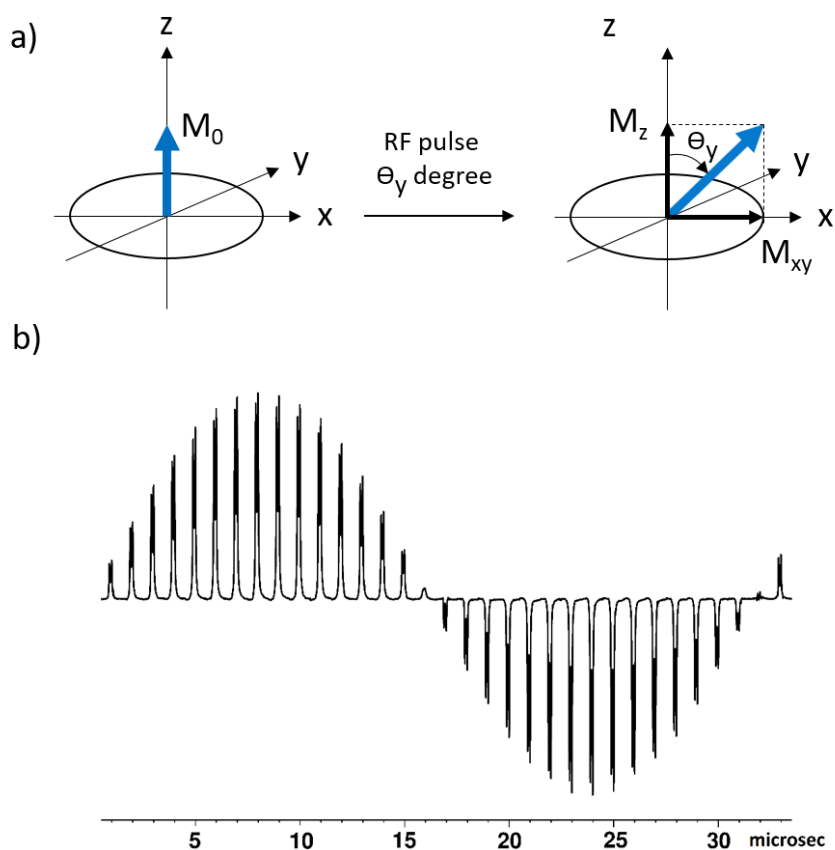 a)
z
M₀
y
x
RF pulse
Θy degree
z
Mz
Θy
y
x
Mxy
b)
5 10 15 20 25 30 microsec